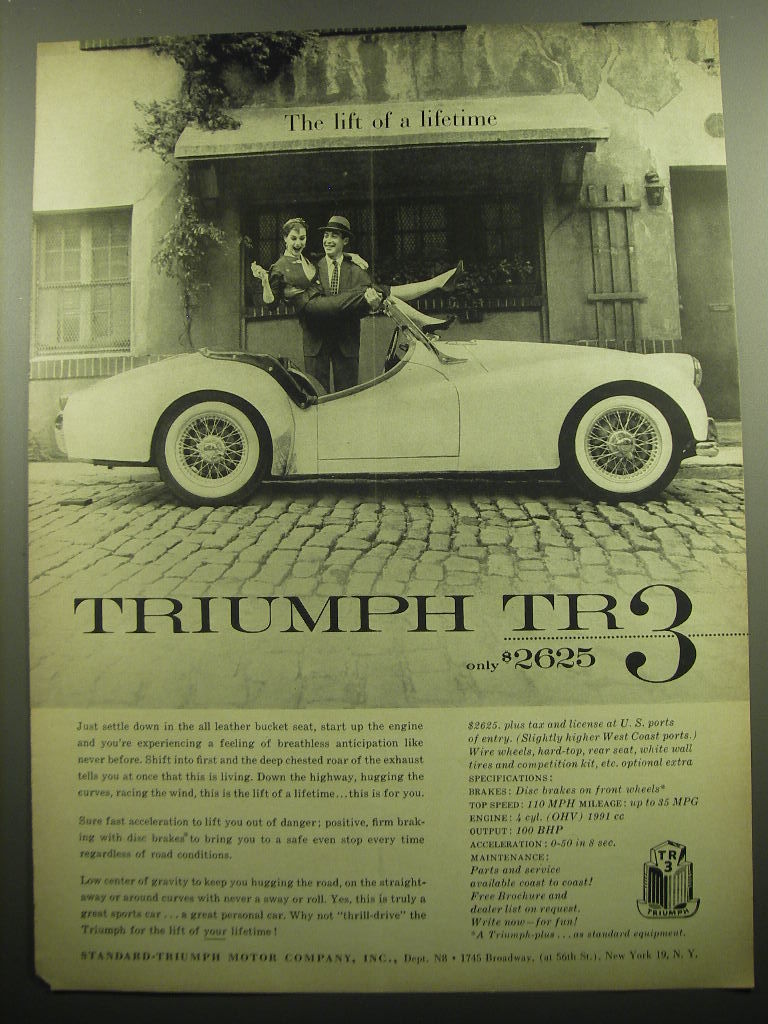 The lift of a lifetime
TRIUMPH TR3
only $2625
Just settle down in the all leather bucket seat, start up the engine
and you're experiencing a feeling of breathless anticipation like
never before. Shift into first and the deep chested roar of the exhaust
tells you at once that this is living. Down the highway, hugging the
curves, racing the wind, this is the lift of a lifetime...this is for you.
Sure fast acceleration to lift you out of danger; positive, firm brak-
ing with disc brakes* to bring you to a safe even stop every time
regardless of road conditions.
Low center of gravity to keep you hugging the road, on the straight-
away or around curves with never a sway or roll. Yes, this is truly a
great sports car ... a great personal car. Why not "thrill-drive" the
Triumph for the lift of your lifetime!
$2625. plus tax and license at U. S. ports
of entry. (Slightly higher West Coast ports.)
Wire wheels, hard-top, rear seat, white wall
tires and competition kit, etc. optional extra
SPECIFICATIONS:
BRAKES: Disc brakes on front wheels*
TOP SPEED: 110 MPH MILEAGE: up to 35 MPG
ENGINE: 4 cyl. (OHV) 1991 cc
OUTPUT: 100 BHP
ACCELERATION: 0-50 in 8 sec.
MAINTENANCE:
Parts and service
available coast to coast!
Free Brochure and
dealer list on request.
Write now—for fun!
*A Triumph-plus ... as standard equipment.
TR
3
TRIUMPH
STANDARD-TRIUMPH MOTOR COMPANY, INC., Dept. N8 • 1745 Broadway, (at 56th St.), New York 19, N. Y.